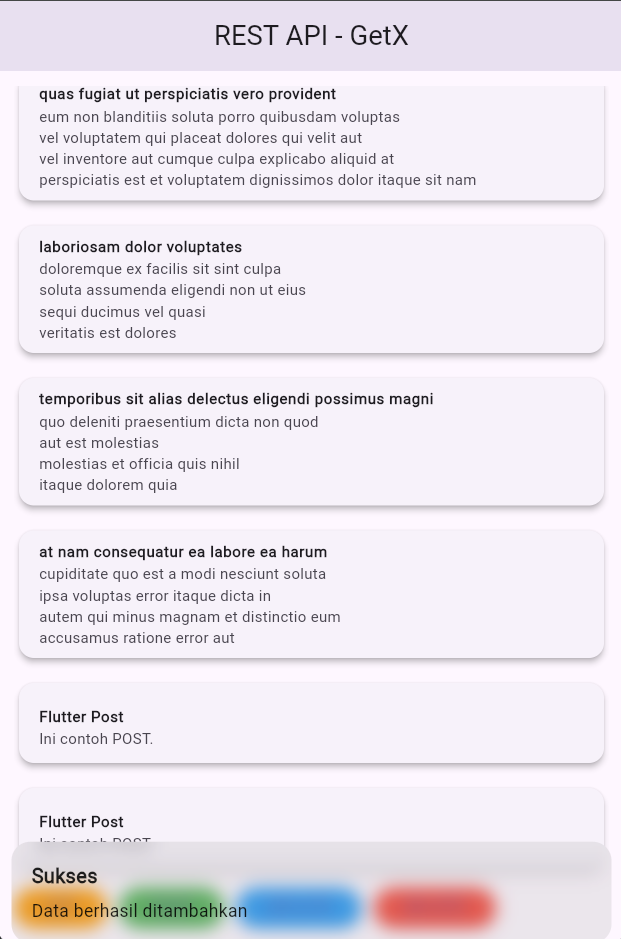 REST API - GetX
quas fugiat ut perspiciatis vero provident
eum non blanditiis soluta porro quibusdam voluptas
vel voluptatem qui placeat dolores qui velit aut
vel inventore aut cumque culpa explicabo aliquid at
perspiciatis est et voluptatem dignissimos dolor itaque sit nam
laboriosam dolor voluptates
doloremque ex facilis sit sint culpa
soluta assumenda eligendi non ut eius
sequi ducimus vel quasi
veritatis est dolores
temporibus sit alias delectus eligendi possimus magni
quo deleniti praesentium dicta non quod
aut est molestias
molestias et officia quis nihil
itaque dolorem quia
at nam consequatur ea labore ea harum
cupiditate quo est a modi nesciunt soluta
ipsa voluptas error itaque dicta in
autem qui minus magnam et distinctio eum
accusamus ratione error aut
Flutter Post
Ini contoh POST.
Flutter Post
Ini contoh POST.
Sukses
Data berhasil ditambahkan